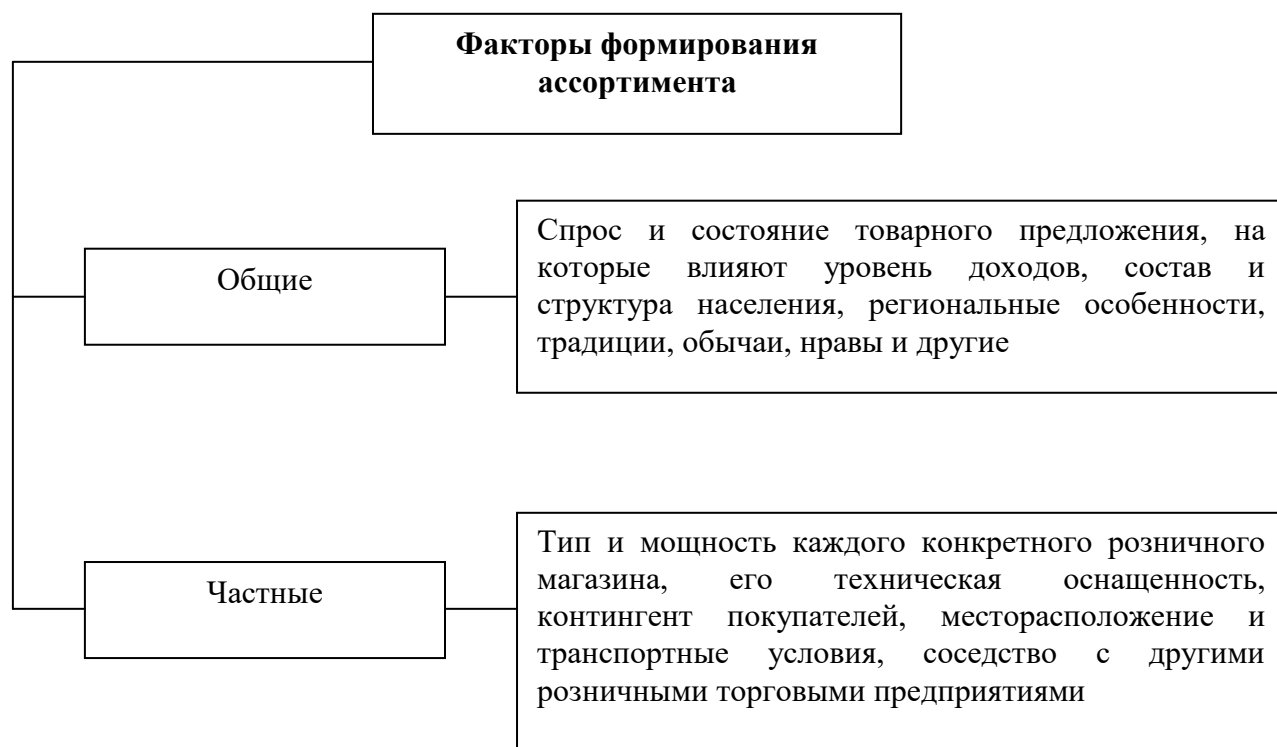 Факторы формирования
ассортимента
Общие
Спрос и состояние товарного предложения, на
которые влияют уровень доходов, состав и
структура населения, региональные особенности,
традиции, обычаи, нравы и другие
Частные
Тип и мощность каждого конкретного розничного
магазина, его техническая оснащенность,
контингент покупателей, месторасположение и
транспортные условия, соседство с другими
розничными торговыми предприятиями